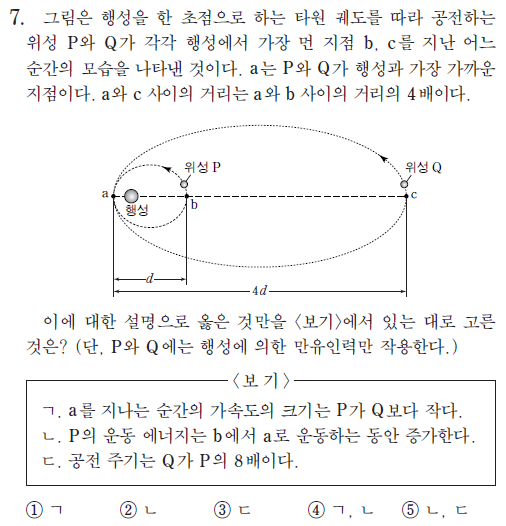 7. 그림은 행성을 한 초점으로 하는 타원 궤도를 따라 공전하는
위성 P와 Q가 각각 행성에서 가장 먼 지점 b, c를 지난 어느
순간의 모습을 나타낸 것이다. a는 P와 Q가 행성과 가장 가까운
지점이다. a와 c 사이의 거리는 a와 b 사이의 거리의 4배이다.
위성 P
위성 Q
a
행성
b
c
d
4d
이에 대한 설명으로 옳은 것만을 <보기>에서 있는 대로 고른
것은? (단, P와 Q에는 행성에 의한 만유인력만 작용한다.)
<보 기>
ㄱ. a를 지나는 순간의 가속도의 크기는 P가 Q보다 작다.
ㄴ. P의 운동 에너지는 b에서 a로 운동하는 동안 증가한다.
ㄷ. 공전 주기는 Q가 P의 8배이다.
① ㄱ ② ㄴ ③ ㄷ ④ ㄱ, ㄴ ⑤ ㄴ, ㄷ